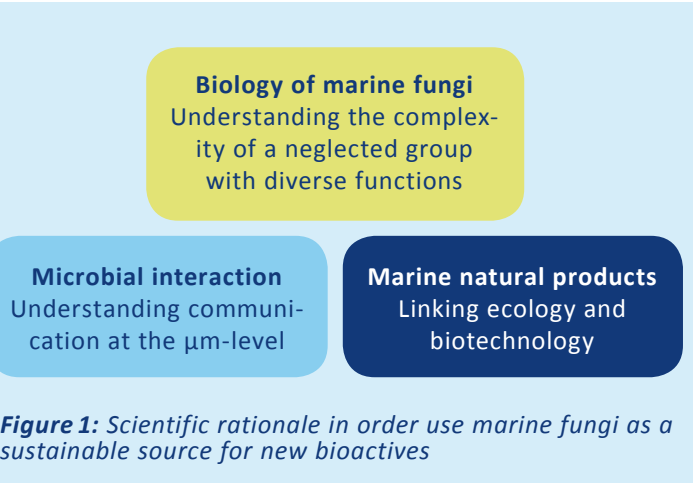 Biology of marine fungi
Understanding the complex-
ity of a neglected group
with diverse functions
Microbial interaction
Understanding communi-
cation at the µm-level
Marine natural products
Linking ecology and
biotechnology
Figure 1: Scientific rationale in order use marine fungi as a
sustainable source for new bioactives